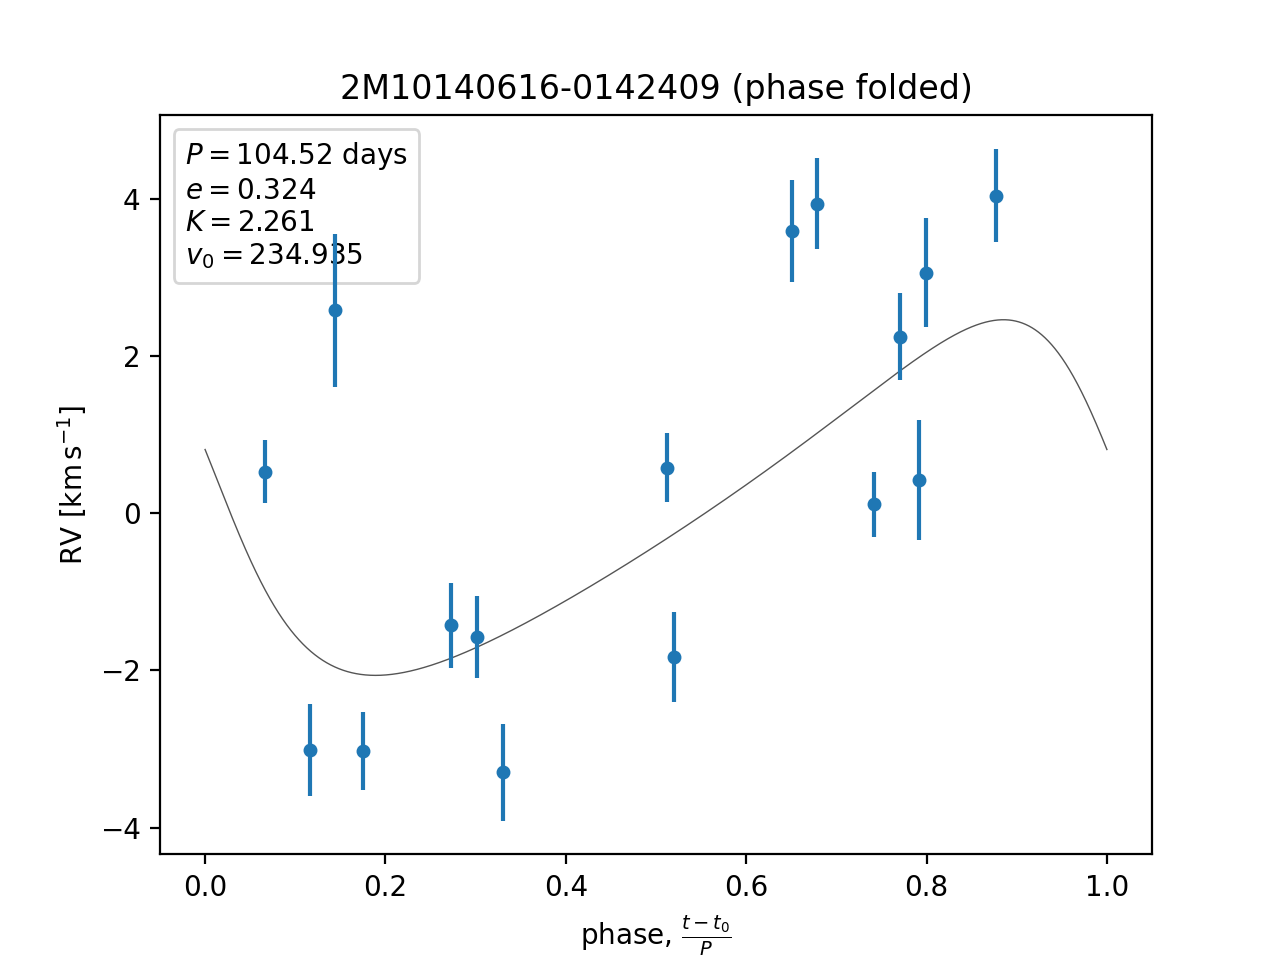 2M10140616-0142409 (phase folded)
P = 104.52 days
e = 0.324
K = 2.261
v₀ = 234.935
4
2
0
−2
−4
RV [km s⁻¹]
0.0 0.2 0.4 0.6 0.8 1.0
phase, (t − t₀)/P